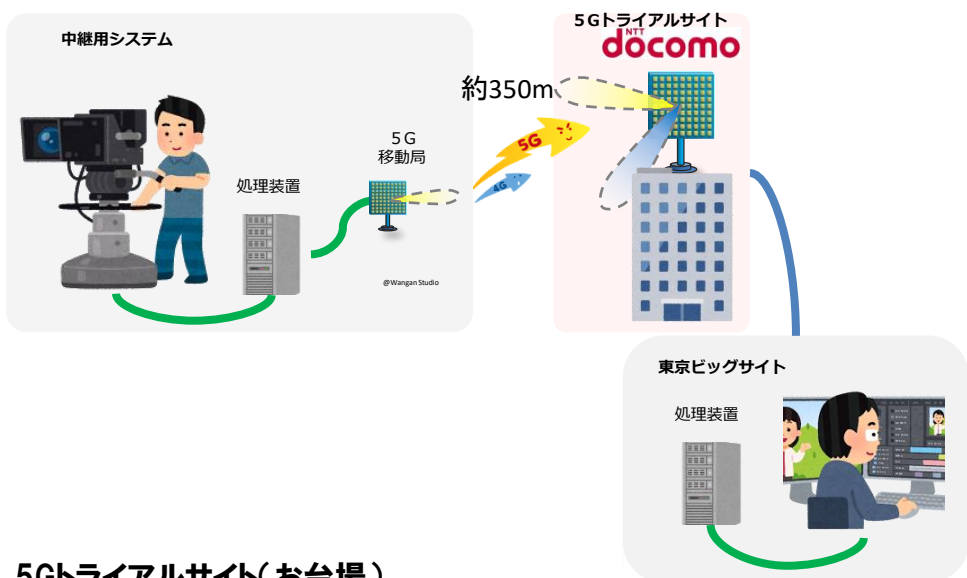 中継用システム
処理装置
5G
移動局
@Wangan Studio
約350m
5G
4G
5Gトライアルサイト
NTT
docomo
東京ビッグサイト
処理装置
5Gトライアルサイト(お台場)